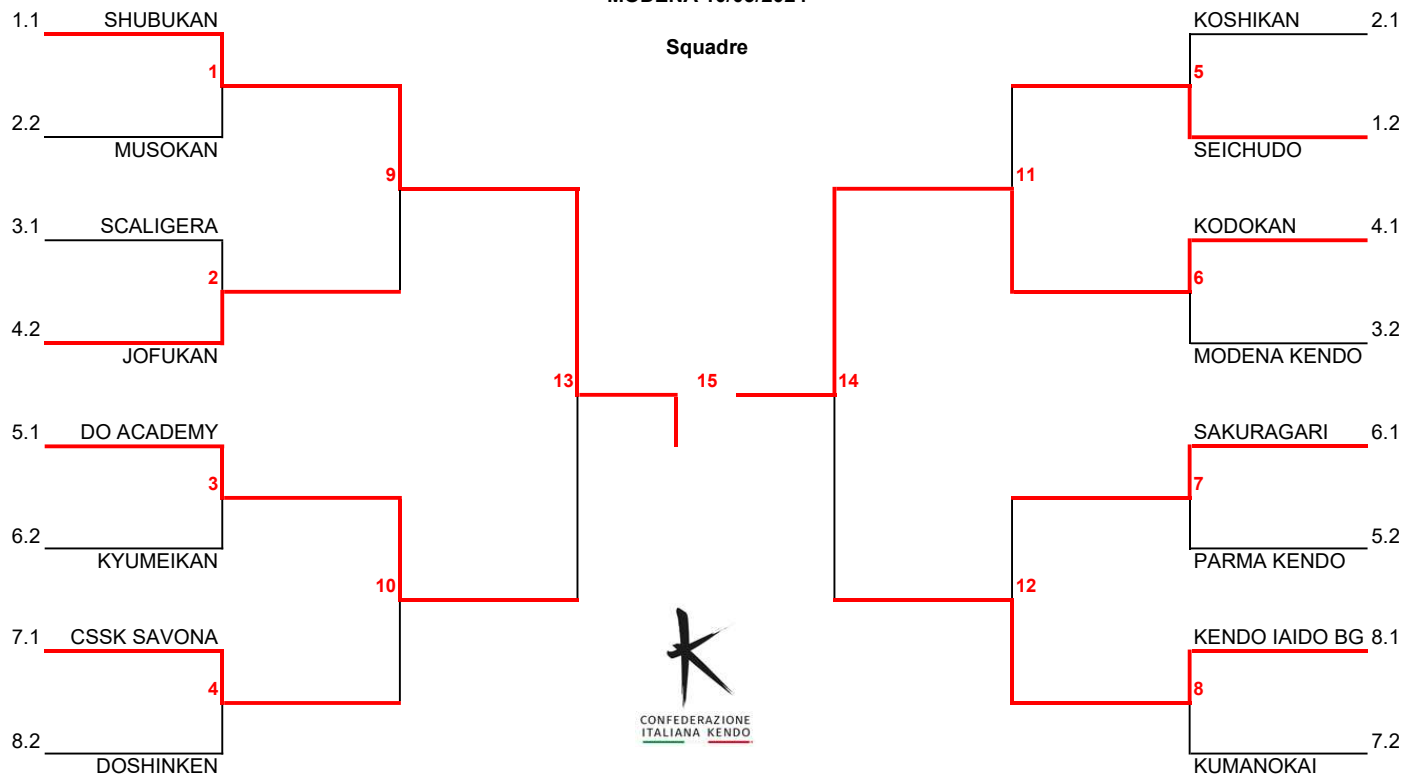 Squadre
1.1 SHUBUKAN
1
2.2
MUSOKAN
9
3.1 SCALIGERA
2
4.2
JOFUKAN
13
5.1 DO ACADEMY
3
6.2
KYUMEIKAN
10
7.1 CSSK SAVONA
4
8.2
DOSHINKEN
15
KOSHIKAN 2.1
5
1.2
SEICHUDO
11
KODOKAN 4.1
6
3.2
MODENA KENDO
14
SAKURAGARI 6.1
7
5.2
PARMA KENDO
12
KENDO IAIDO BG 8.1
8
7.2
KUMANOKAI
CONFEDERAZIONE
ITALIANA KENDO